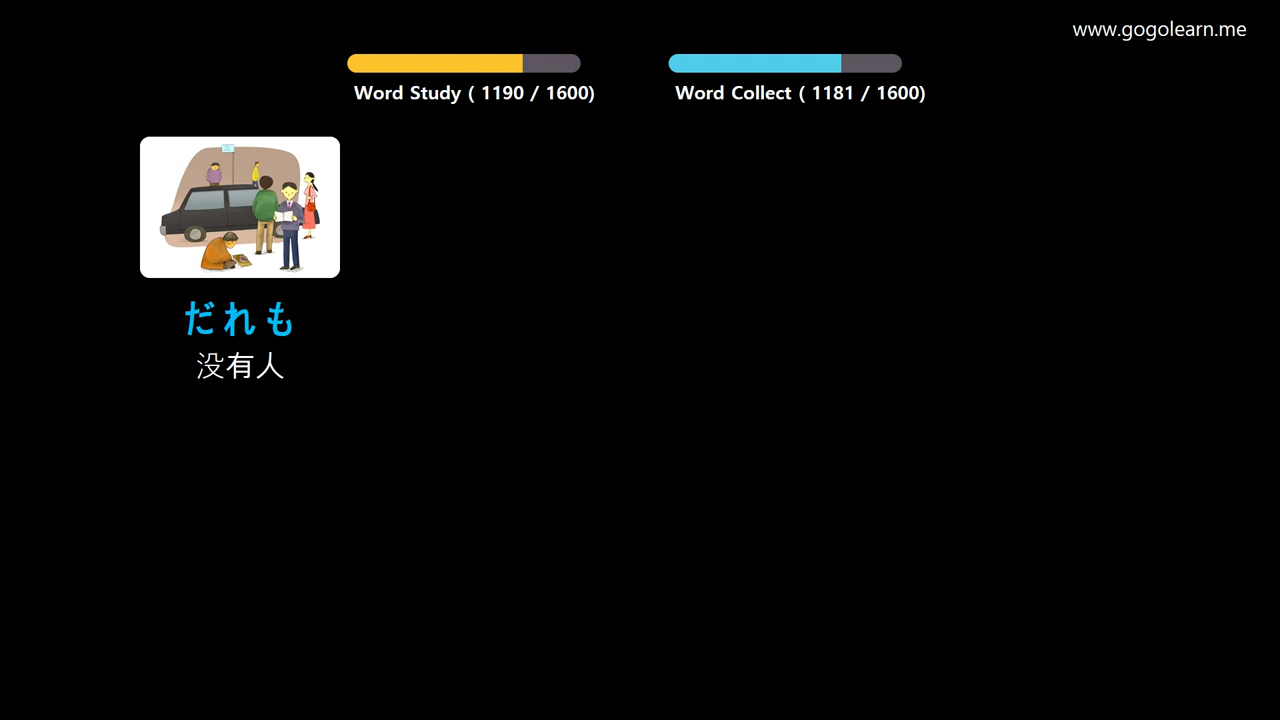 www.gogolearn.me
Word Study ( 1190 / 1600)
Word Collect ( 1181 / 1600)
だれも
没有人